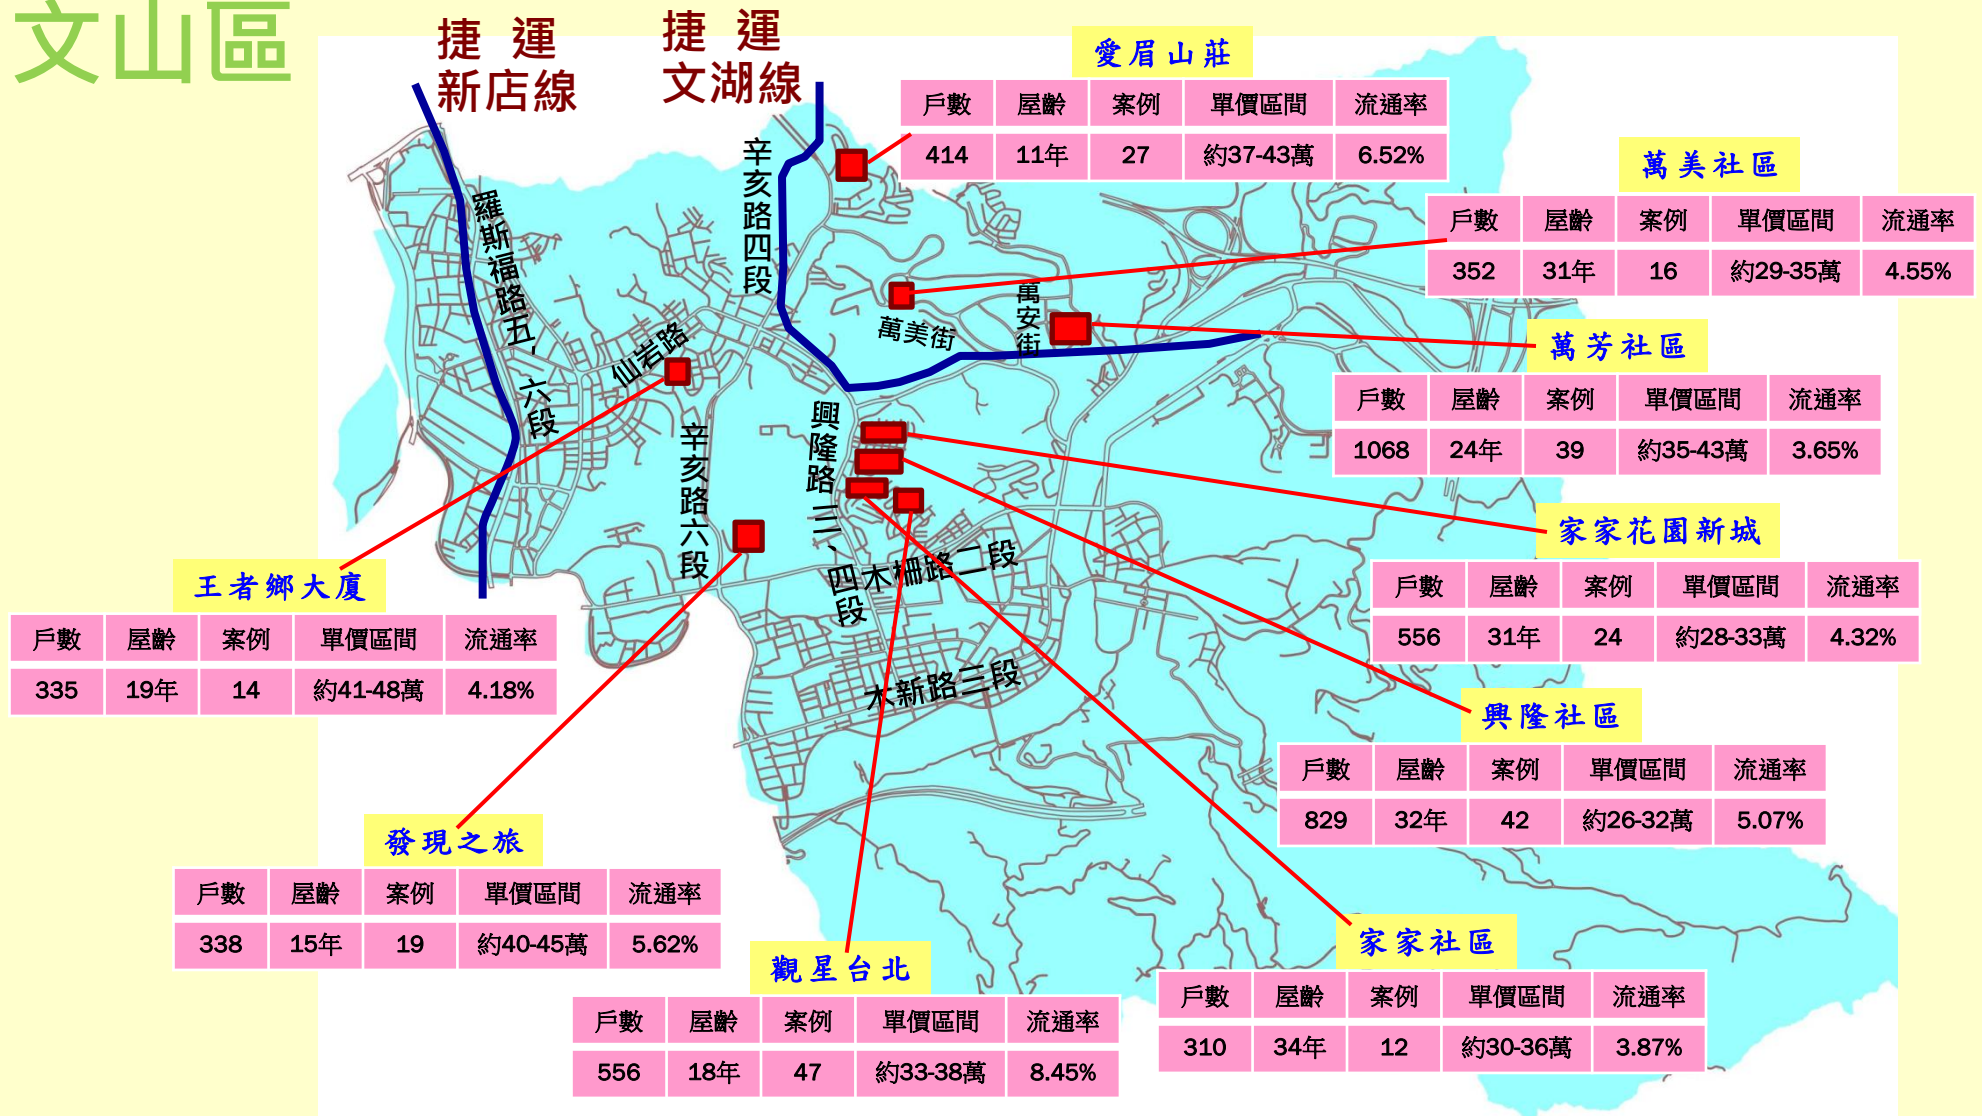 文山區
捷 運
新店線
捷 運
文湖線
愛眉山莊
戶數 屋齡 案例 單價區間 流通率
414 11年 27 約37-43萬 6.52%
萬美社區
戶數 屋齡 案例 單價區間 流通率
352 31年 16 約29-35萬 4.55%
萬芳社區
戶數 屋齡 案例 單價區間 流通率
1068 24年 39 約35-43萬 3.65%
家家花園新城
戶數 屋齡 案例 單價區間 流通率
556 31年 24 約28-33萬 4.32%
興隆社區
戶數 屋齡 案例 單價區間 流通率
829 32年 42 約26-32萬 5.07%
家家社區
戶數 屋齡 案例 單價區間 流通率
310 34年 12 約30-36萬 3.87%
觀星台北
戶數 屋齡 案例 單價區間 流通率
556 18年 47 約33-38萬 8.45%
發現之旅
戶數 屋齡 案例 單價區間 流通率
338 15年 19 約40-45萬 5.62%
王者鄉大廈
戶數 屋齡 案例 單價區間 流通率
335 19年 14 約41-48萬 4.18%
羅斯福路五、六段
辛亥路四段
仙岩路
萬美街
萬安街
辛亥路六段
興隆路三、四段
木柵路二段
木新路三段